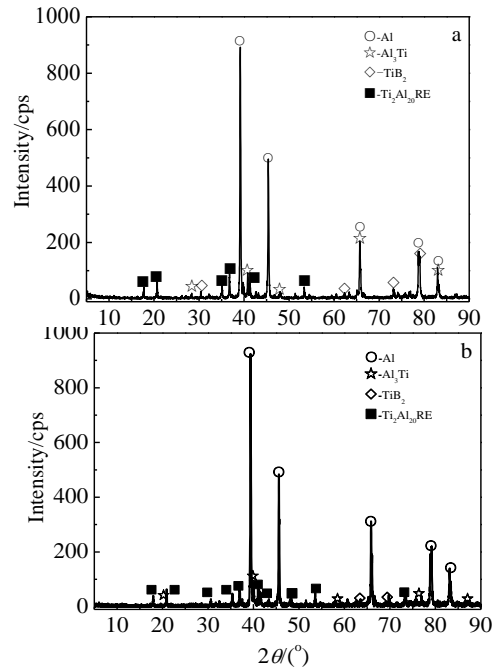 1000
a
○-Al
☆-Al₃Ti
◇-TiB₂
■-Ti₂Al₂₀RE
800
600
400
200
0
Intensity/cps
10 20 30 40 50 60 70 80 90
1000
b
○-Al
☆-Al₃Ti
◇-TiB₂
■-Ti₂Al₂₀RE
800
600
400
200
0
Intensity/cps
10 20 30 40 50 60 70 80 90
2θ/(°)